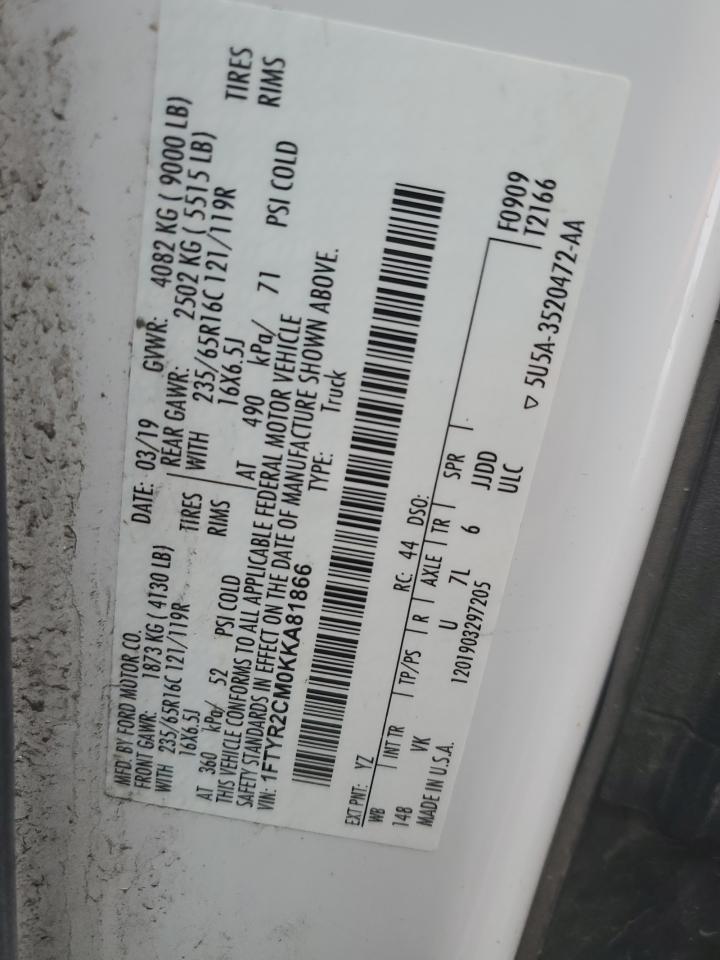 MFD. BY FORD MOTOR CO.
DATE: 03/19 GVWR: 4082 KG ( 9000 LB)
FRONT GAWR: 1873 KG ( 4130 LB) REAR GAWR: 2502 KG ( 5515 LB)
WITH 235/65R16C 121/119R TIRES WITH 235/65R16C 121/119R TIRES
16X6.5J RIMS 16X6.5J RIMS
AT 360 kPa/ 52 PSI COLD AT 490 kPa/ 71 PSI COLD
THIS VEHICLE CONFORMS TO ALL APPLICABLE FEDERAL MOTOR VEHICLE
SAFETY STANDARDS IN EFFECT ON THE DATE OF MANUFACTURE SHOWN ABOVE.
VIN: 1FTYR2CM0KKA81866 TYPE: Truck
EXT PNT: YZ RC: 44 DSO:
WB INT TR TP/PS R AXLE TR SPR
148 VK U 7L 6 JJDD
MADE IN U.S.A. 1201903297205 ULC
F0909
T2166
▽ 5U5A-3520472-AA